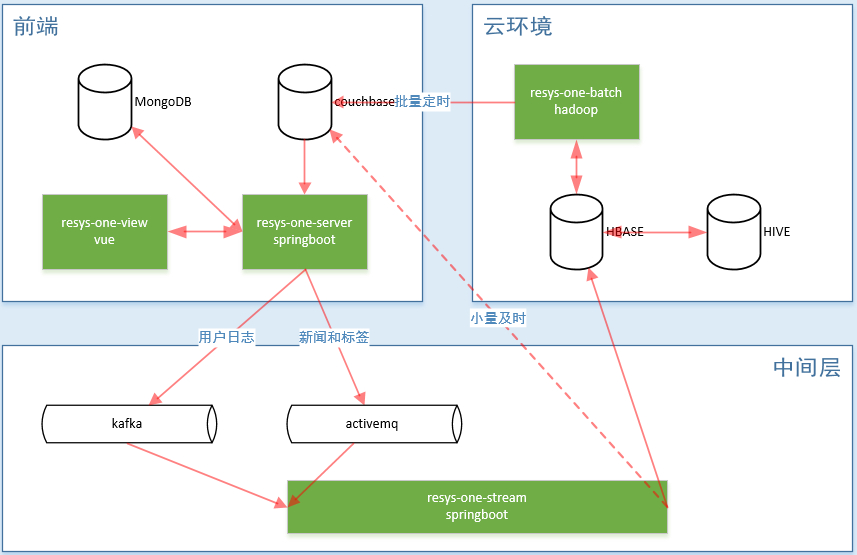 前端
MongoDB
couchbase
批量定时
resys-one-view
vue
resys-one-server
springboot
云环境
resys-one-batch
hadoop
HBASE
HIVE
用户日志
新闻和标签
小量及时
中间层
kafka
activemq
resys-one-stream
springboot